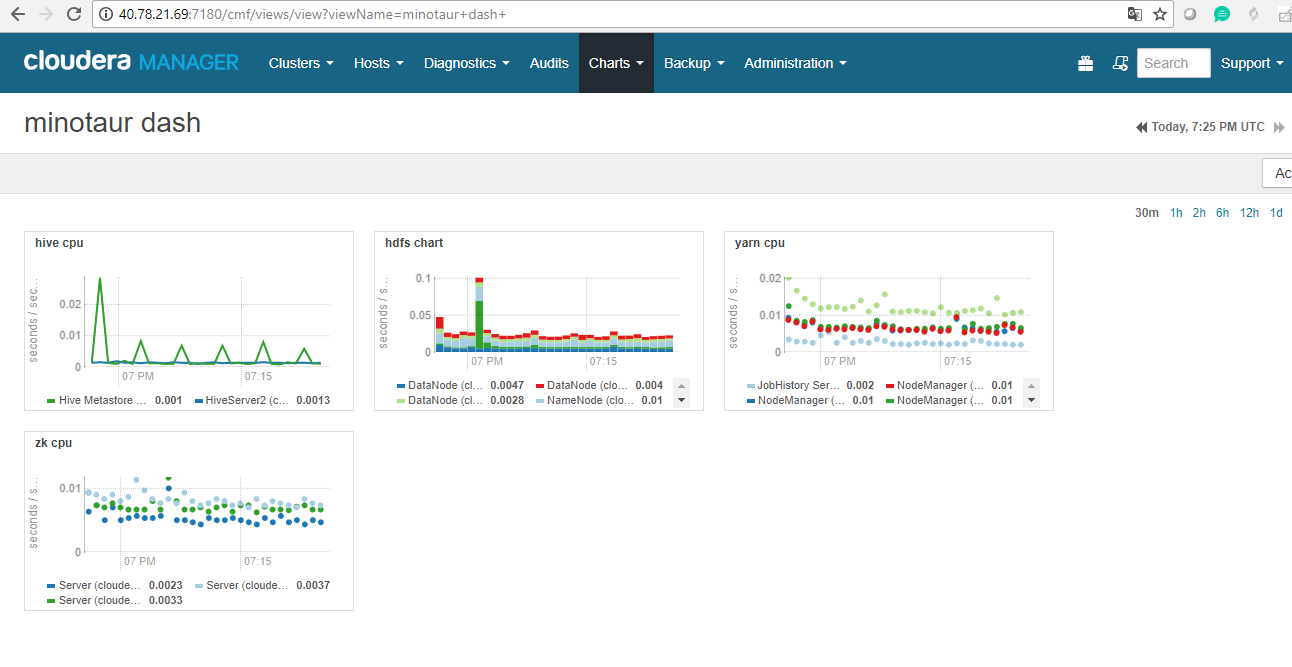 40.78.21.69:7180/cmf/views/view?viewName=minotaur+dash+
cloudera MANAGER Clusters Hosts Diagnostics Audits Charts Backup Administration Search Support
minotaur dash
Today, 7:25 PM UTC
Ac
30m 1h 2h 6h 12h 1d
hive cpu
seconds / sec...
0.02
0.01
0
07 PM 07:15
Hive Metastore ... 0.001 HiveServer2 (c... 0.0013
hdfs chart
seconds / s...
0.1
0.05
0
07 PM 07:15
DataNode (cl... 0.0047 DataNode (clo... 0.004
DataNode (cl... 0.0028 NameNode (clo... 0.01
yarn cpu
seconds / s...
0.02
0.01
0
07 PM 07:15
JobHistory Ser... 0.002 NodeManager (... 0.01
NodeManager (... 0.01 NodeManager (... 0.01
zk cpu
seconds / s...
0.01
0
07 PM 07:15
Server (cloude... 0.0023 Server (cloude... 0.0037
Server (cloude... 0.0033